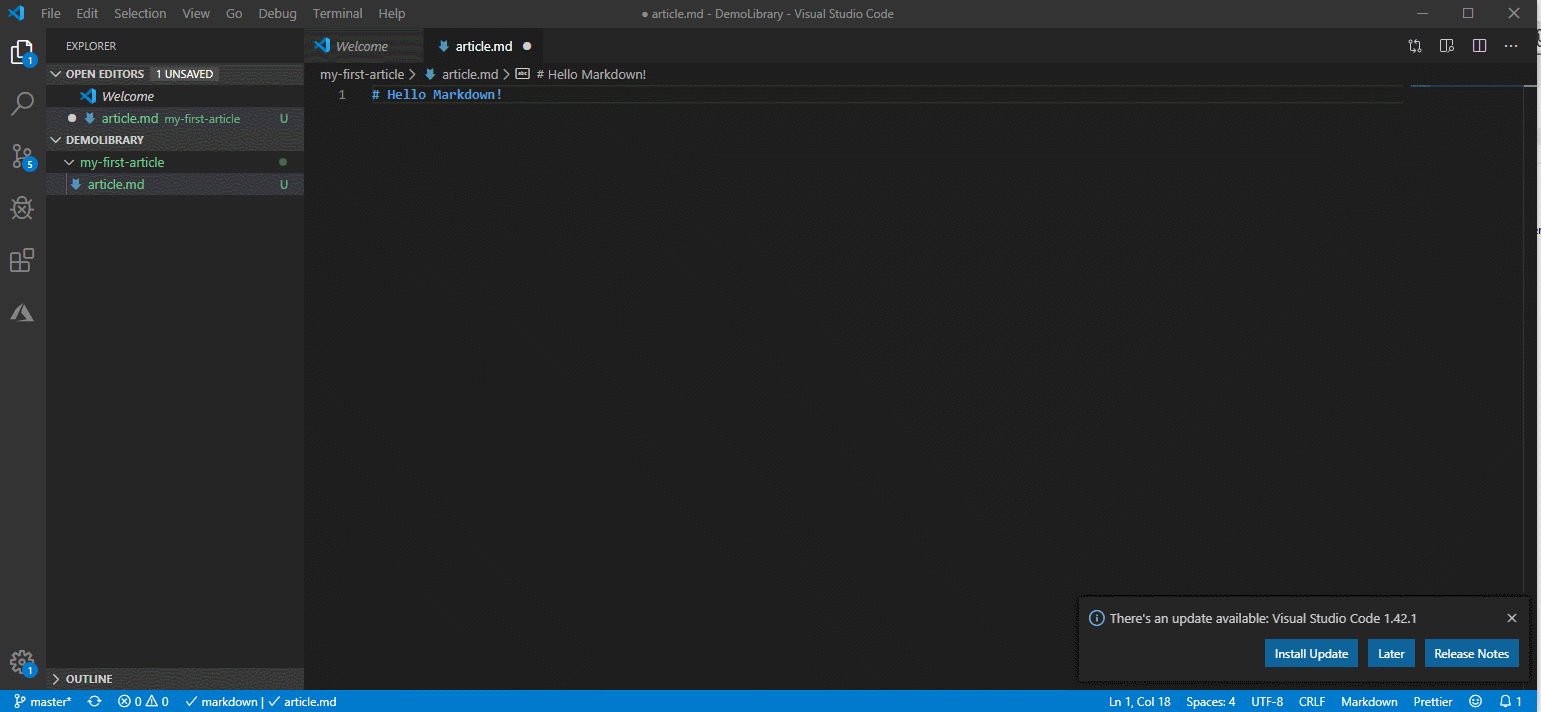 File Edit Selection View Go Debug Terminal Help
● article.md - DemoLibrary - Visual Studio Code
EXPLORER
OPEN EDITORS 1 UNSAVED
Welcome
article.md my-first-article U
DEMOLIBRARY
my-first-article
article.md U
OUTLINE
1
5
1
Welcome
article.md
my-first-article > article.md > # Hello Markdown!
1 # Hello Markdown!
There's an update available: Visual Studio Code 1.42.1
Install Update Later Release Notes
master* 0 0 markdown | article.md
Ln 1, Col 18 Spaces: 4 UTF-8 CRLF Markdown Prettier 1